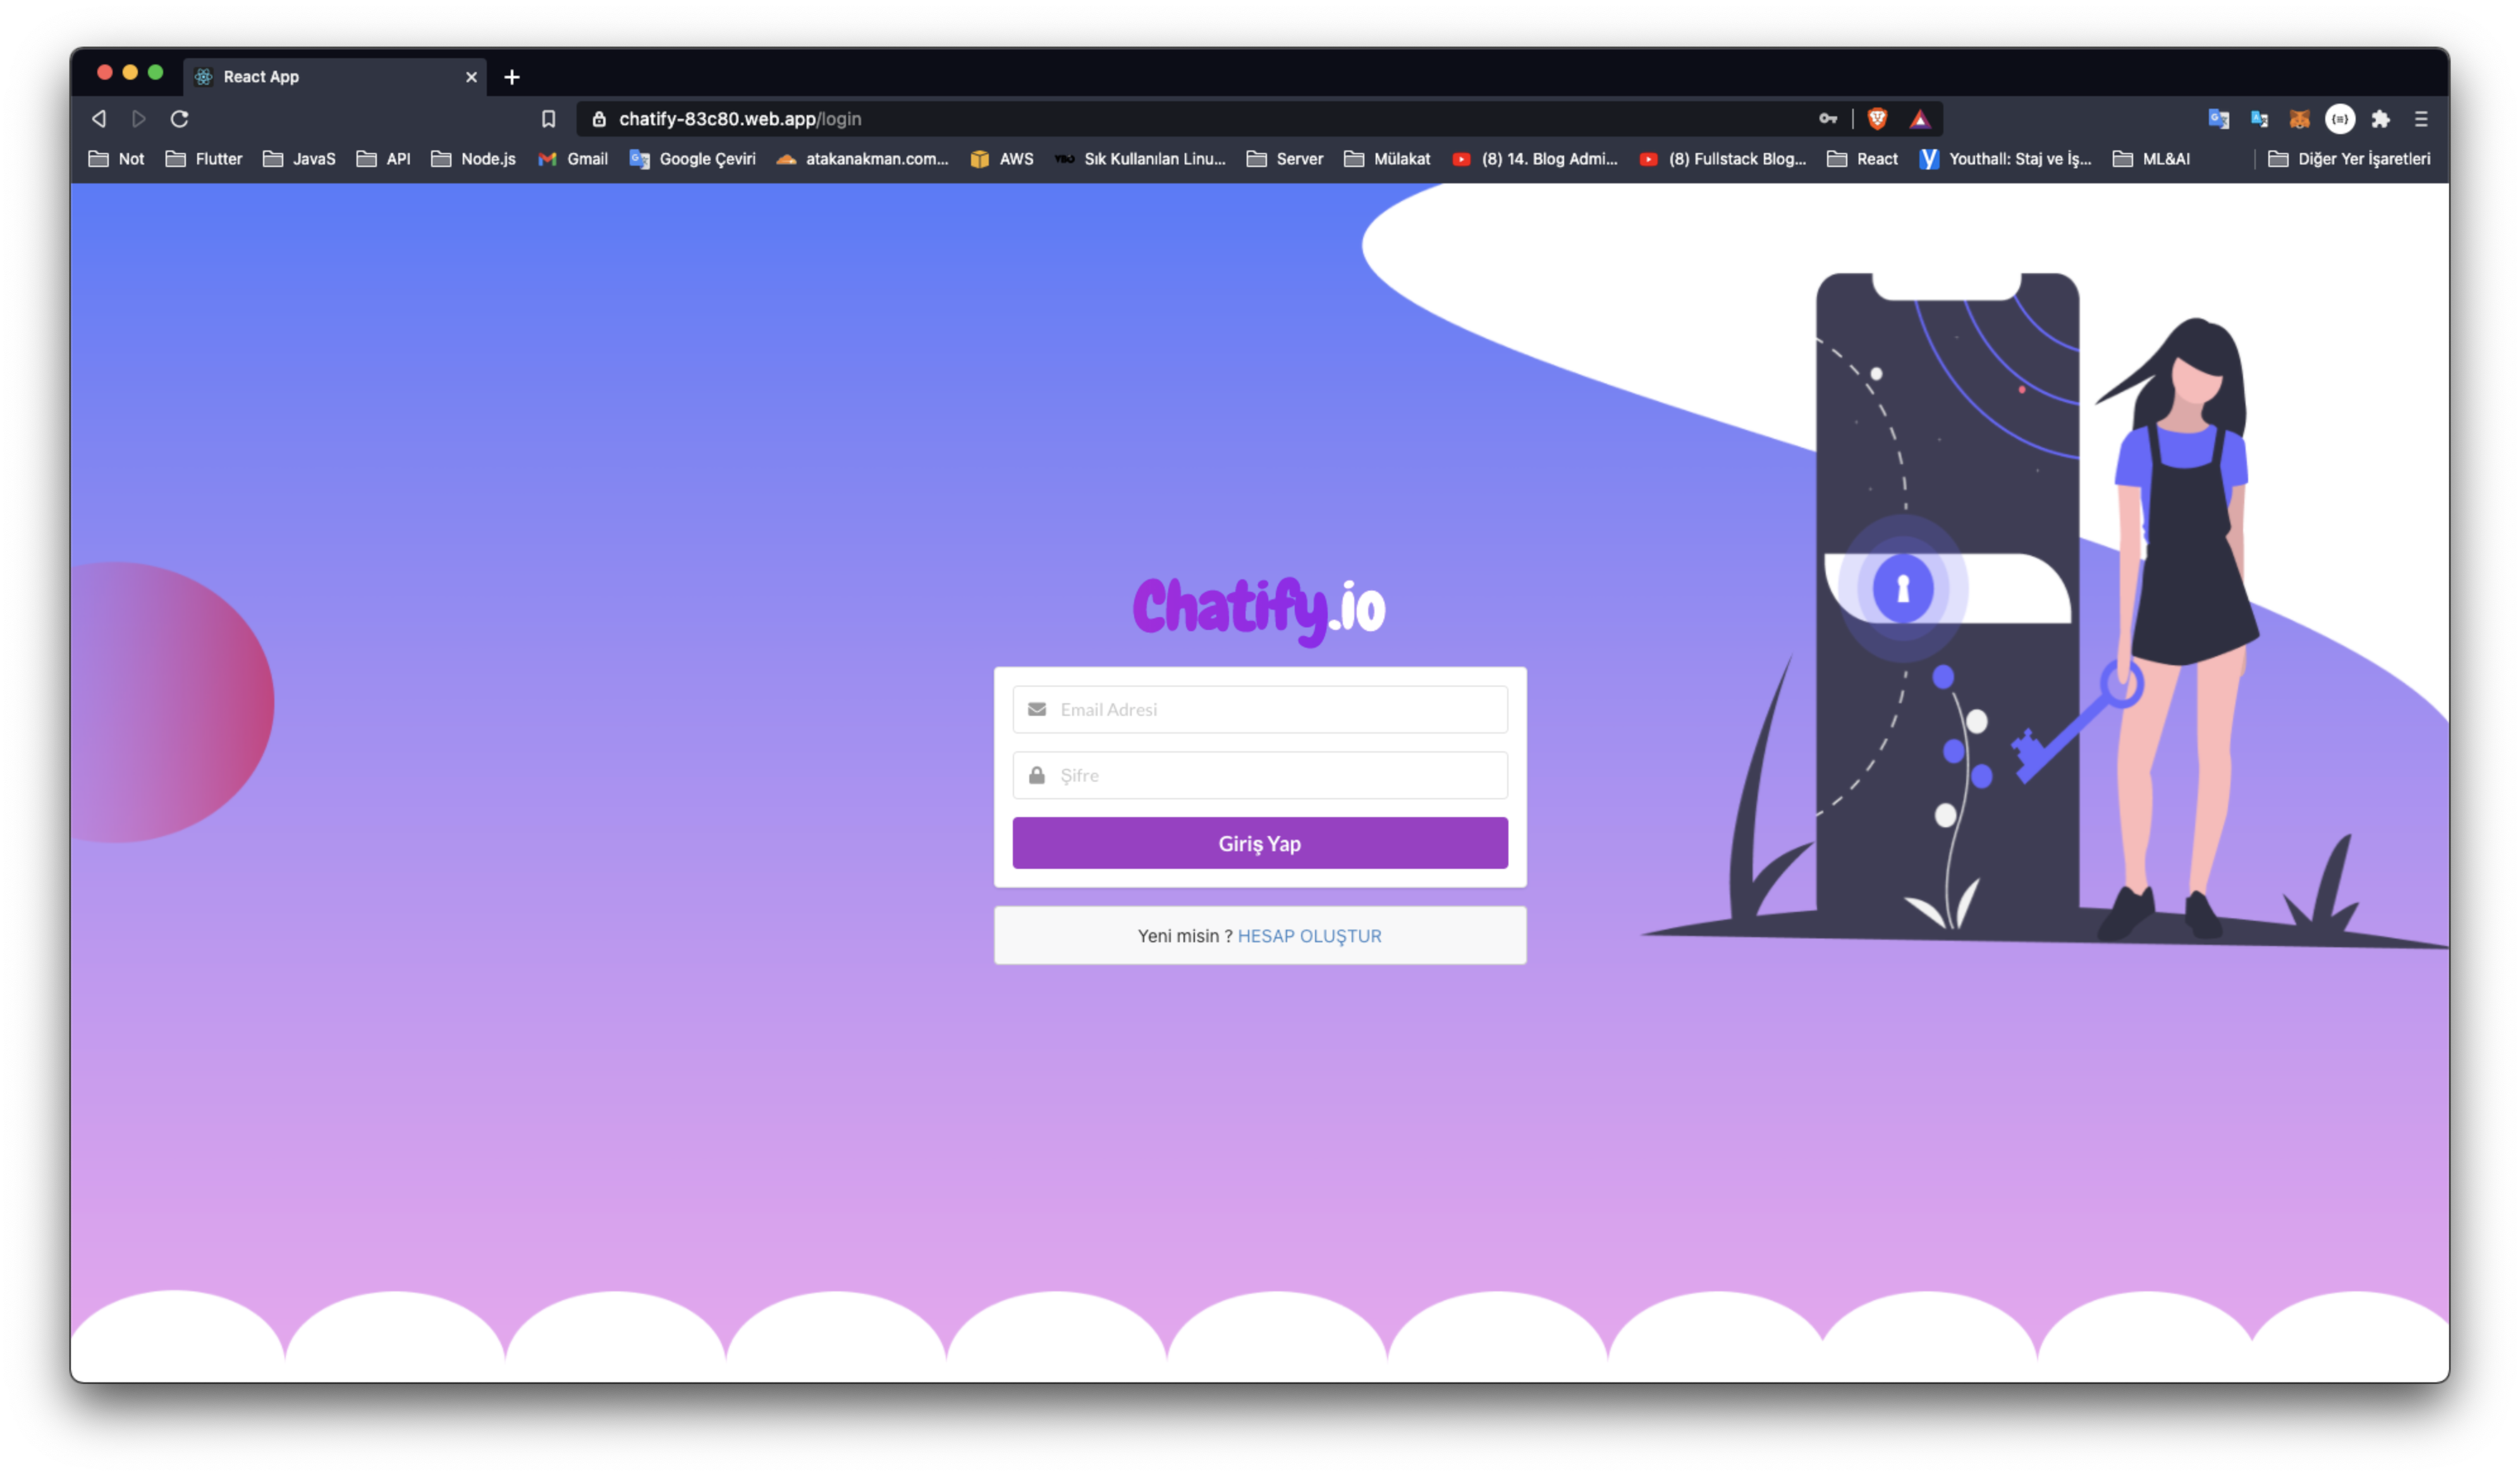 React App
chatify-83c80.web.app/login
Not Flutter JavaS API Node.js Gmail Google Çeviri atakanakman.com... AWS Sık Kullanılan Linu... Server Mülakat (8) 14. Blog Admi... (8) Fullstack Blog... React Youthall: Staj ve İş... ML&AI Diğer Yer İşaretleri
Chatify.io
Email Adresi
Şifre
Giriş Yap
Yeni misin ? HESAP OLUŞTUR